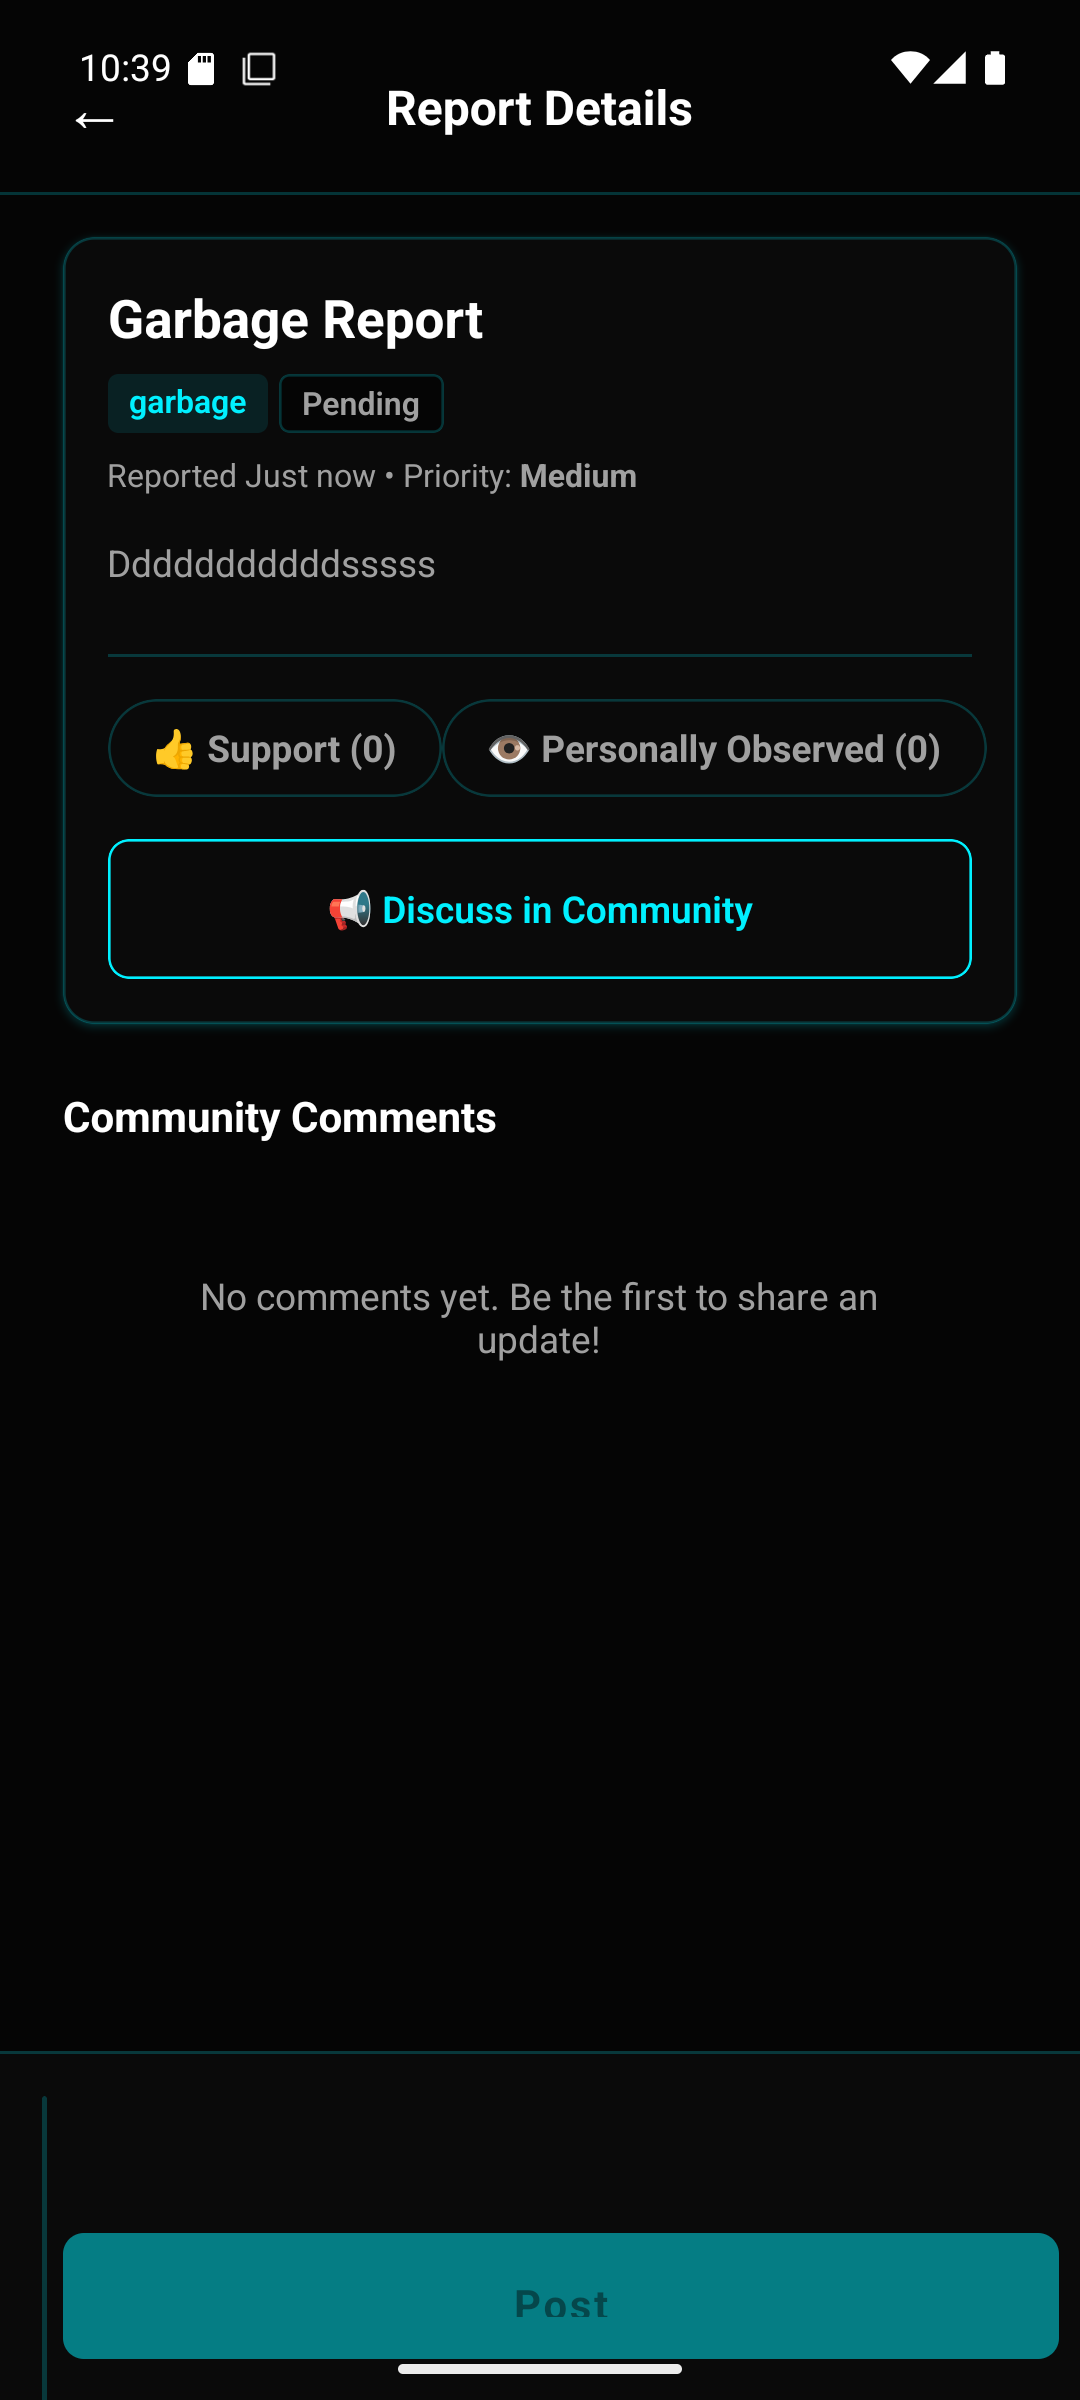 10:39
← Report Details
Garbage Report
garbage Pending
Reported Just now • Priority: Medium
Dddddddddddsssss
👍 Support (0) 👁️ Personally Observed (0)
📢 Discuss in Community
Community Comments
No comments yet. Be the first to share an
update!
Post